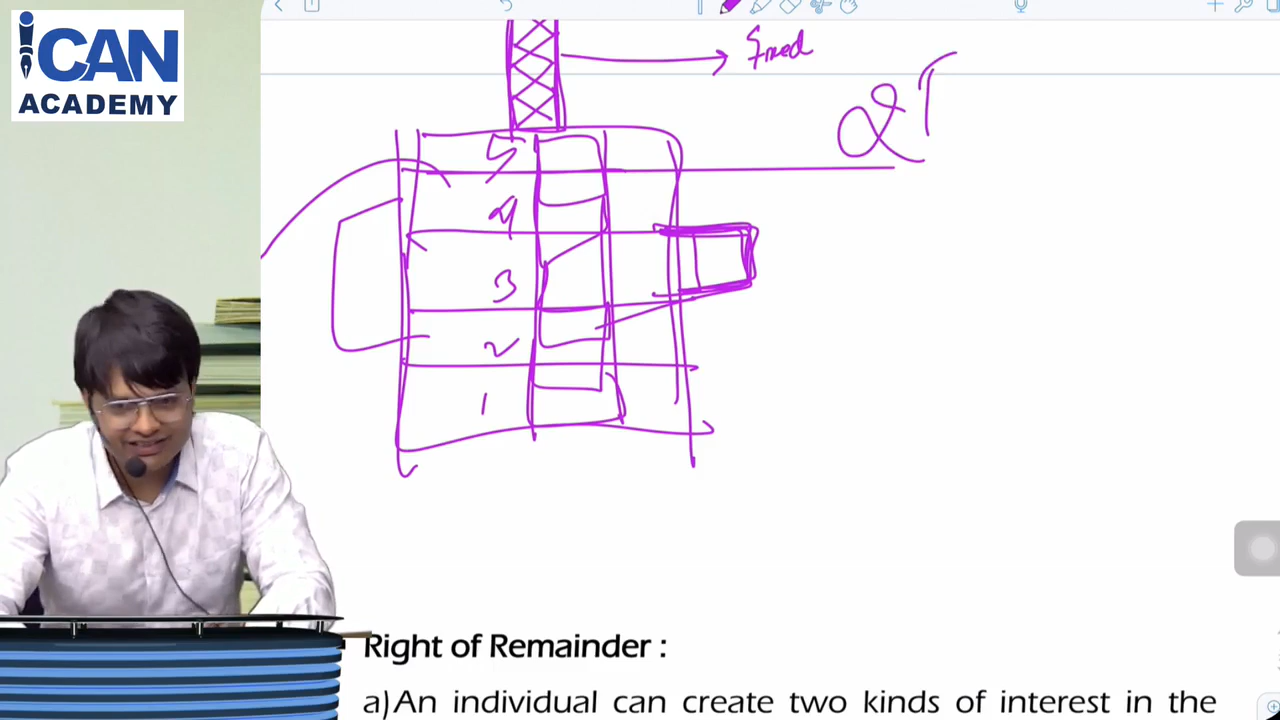 iCAN
ACADEMY
fixed
5
4
3
2
1
Right of Remainder :
a)An individual can create two kinds of interest in the